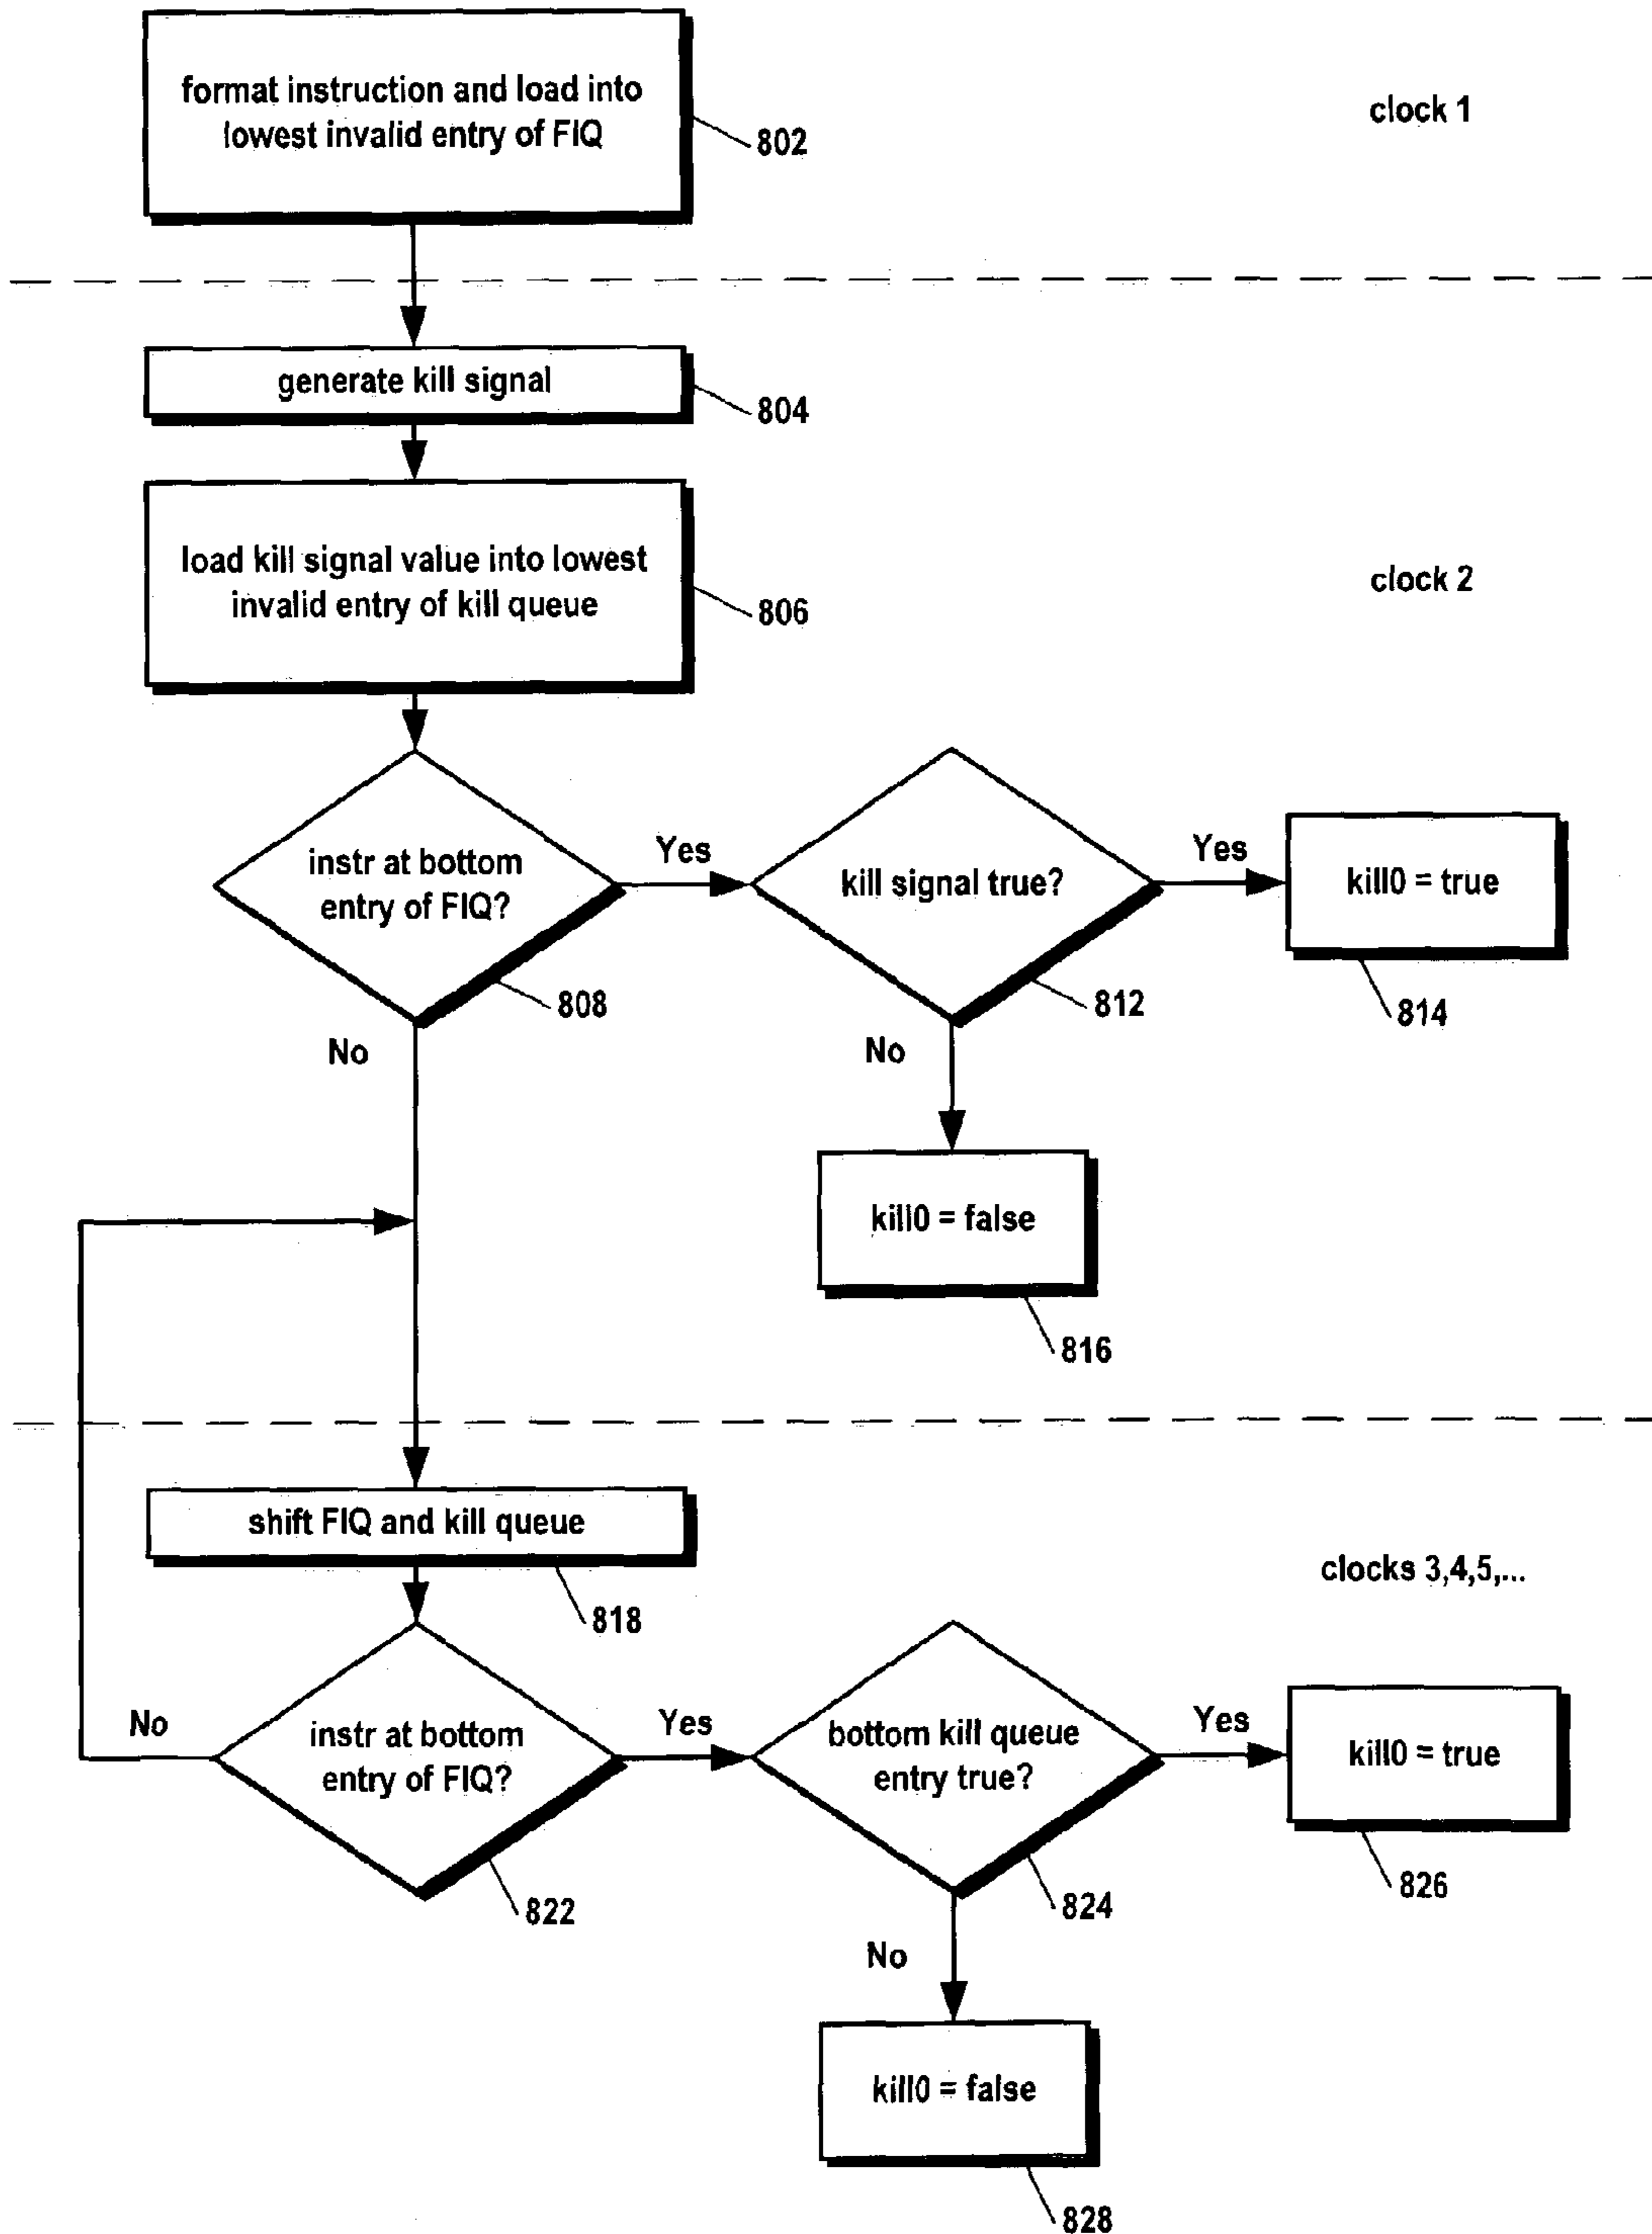 format instruction and load into
lowest invalid entry of FIQ
802
clock 1
generate kill signal
804
load kill signal value into lowest
invalid entry of kill queue
806
clock 2
instr at bottom
entry of FIQ?
808
Yes
No
kill signal true?
812
Yes
No
kill0 = true
814
kill0 = false
816
shift FIQ and kill queue
818
clocks 3,4,5,...
instr at bottom
entry of FIQ?
822
No
Yes
bottom kill queue
entry true?
824
Yes
No
kill0 = true
826
kill0 = false
828